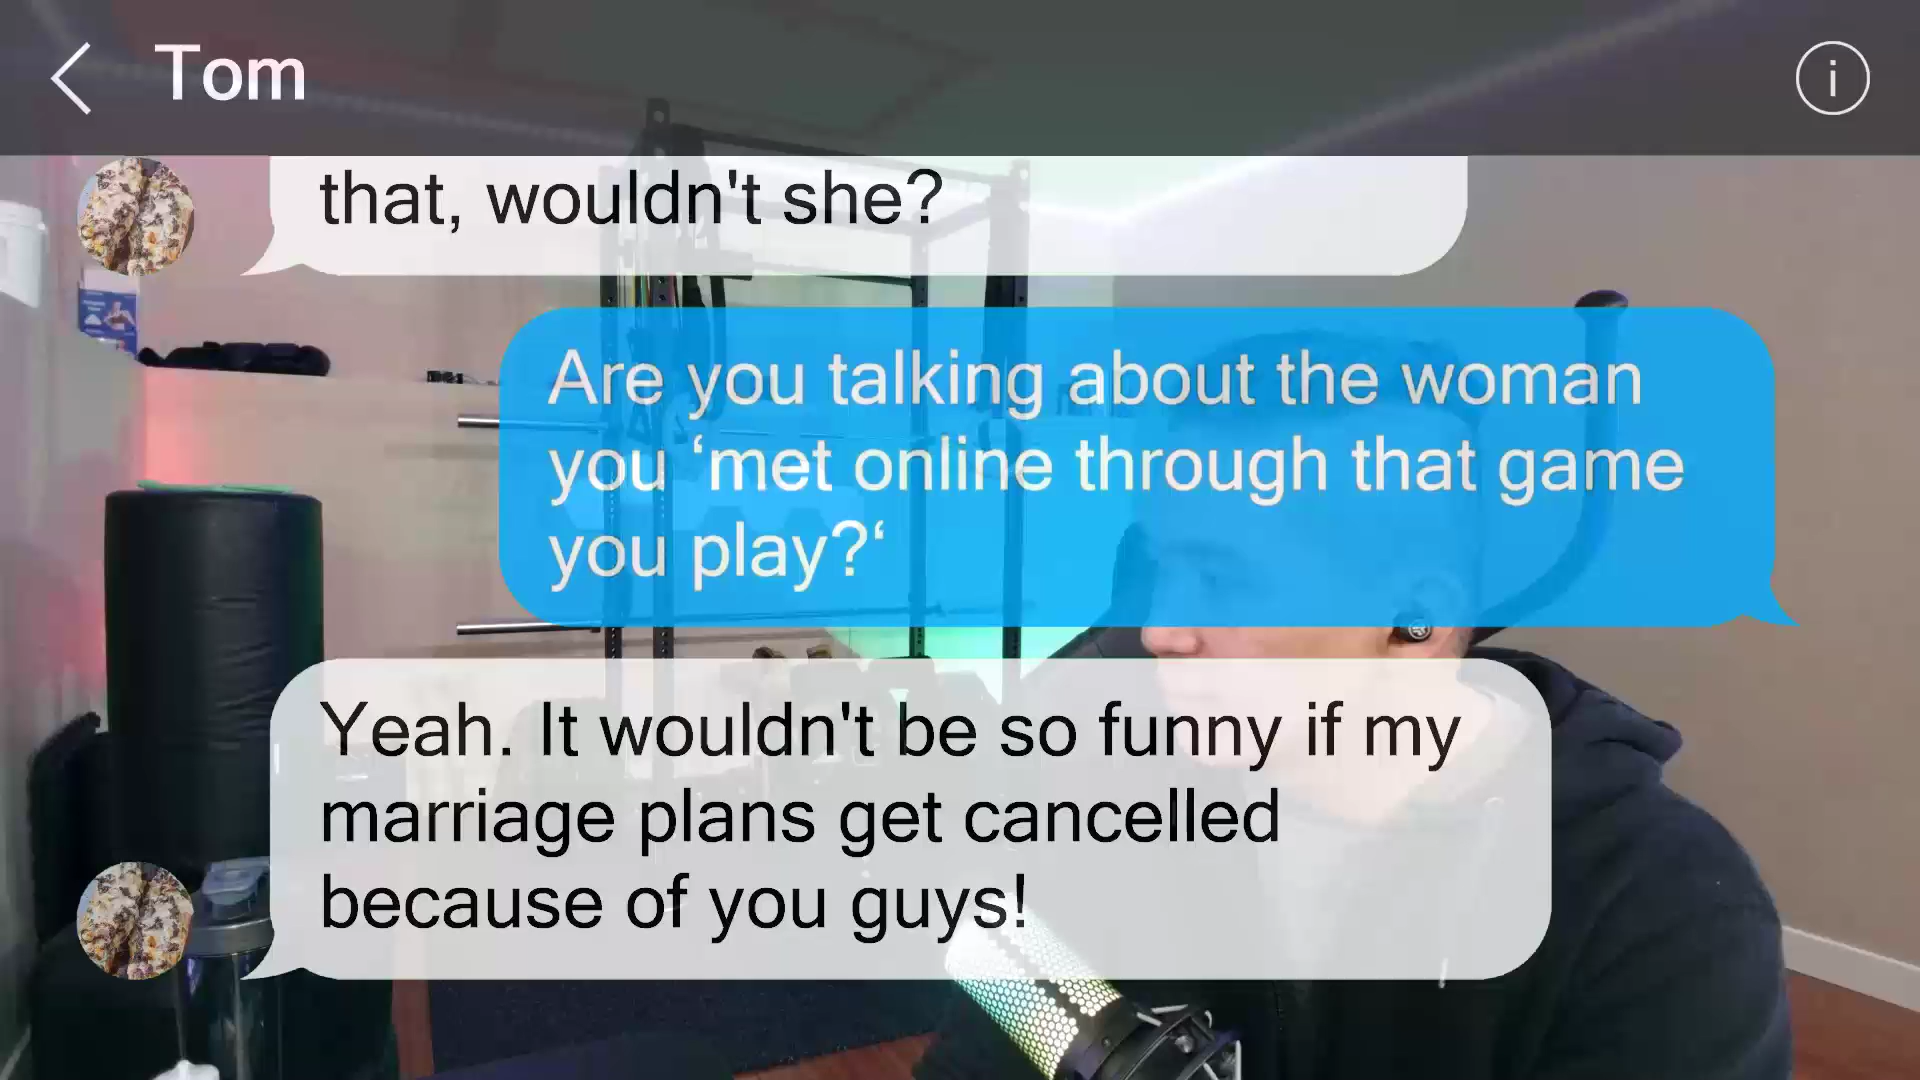 Tom
i
that, wouldn't she?
Are you talking about the woman
you ‘met online through that game
you play?‘
Yeah. It wouldn't be so funny if my
marriage plans get cancelled
because of you guys!